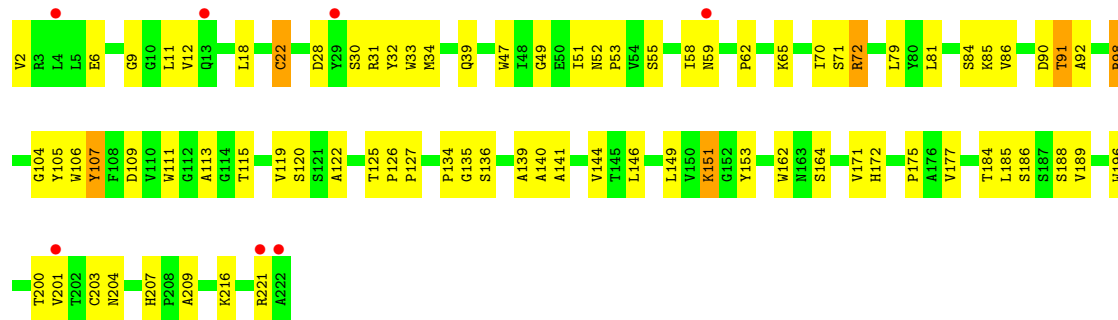 V2 R3 L4 L5 E6 G9 G10 L11 V12 Q13 L18 C22 D28 Y29 S30 R31 Y32 W33 M34 Q39 W47 I48 G49 E50 I51 N52 P53 V54 S55 I58 N59 P62 K65 I70 S71 R72 L79 Y80 L81 S84 K85 V86 D90 T91 A92
G104 Y105 W106 Y107 F108 D109 V110 W111 G112 A113 G114 T115 V119 S120 S121 A122 T125 P126 P127 P134 G135 S136 A139 A140 A141 V144 T145 L146 L149 V150 K151 G152 Y153 W162 N163 S164 V171 H172 P175 A176 V177 T184 L185 S186 S187 S188 V189
T200 V201 T202 C203 N204 H207 P208 A209 K216 R221 A222